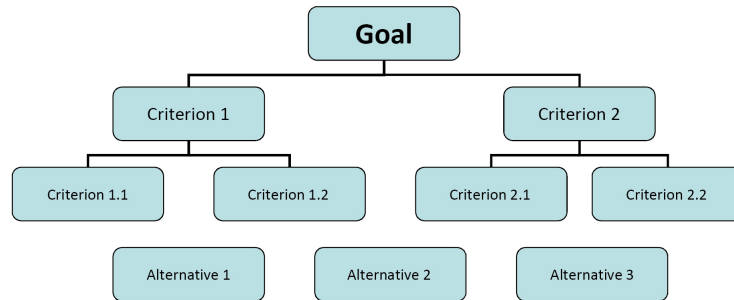 Goal
Criterion 1
Criterion 2
Criterion 1.1
Criterion 1.2
Criterion 2.1
Criterion 2.2
Alternative 1
Alternative 2
Alternative 3